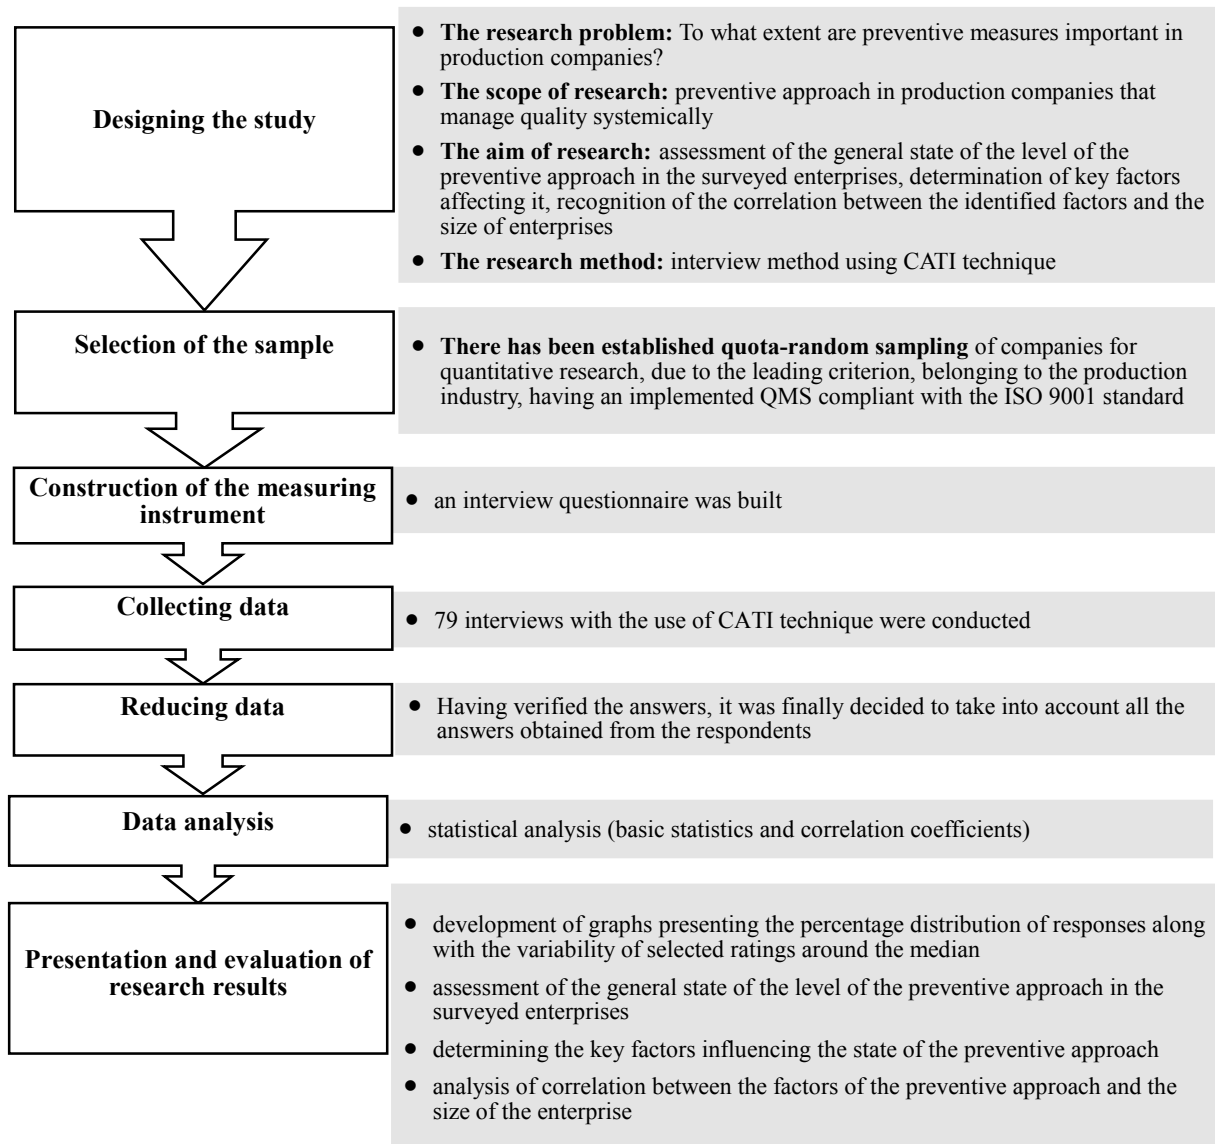 Designing the study
• The research problem: To what extent are preventive measures important in
production companies?
• The scope of research: preventive approach in production companies that
manage quality systemically
• The aim of research: assessment of the general state of the level of the
preventive approach in the surveyed enterprises, determination of key factors
affecting it, recognition of the correlation between the identified factors and the
size of enterprises
• The research method: interview method using CATI technique
Selection of the sample
• There has been established quota-random sampling of companies for
quantitative research, due to the leading criterion, belonging to the production
industry, having an implemented QMS compliant with the ISO 9001 standard
Construction of the measuring
instrument
• an interview questionnaire was built
Collecting data
• 79 interviews with the use of CATI technique were conducted
Reducing data
• Having verified the answers, it was finally decided to take into account all the
answers obtained from the respondents
Data analysis
• statistical analysis (basic statistics and correlation coefficients)
Presentation and evaluation of
research results
• development of graphs presenting the percentage distribution of responses along
with the variability of selected ratings around the median
• assessment of the general state of the level of the preventive approach in the
surveyed enterprises
• determining the key factors influencing the state of the preventive approach
• analysis of correlation between the factors of the preventive approach and the
size of the enterprise